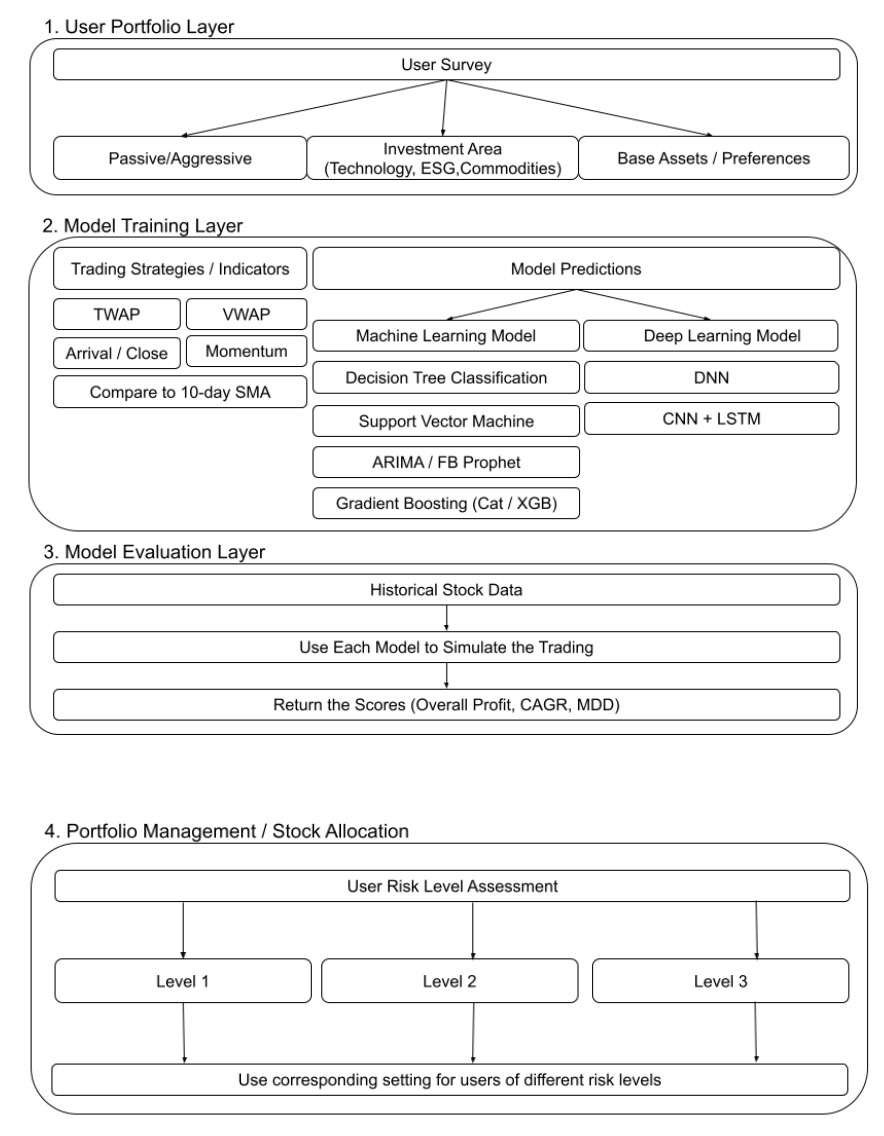 1. User Portfolio Layer
User Survey
Passive/Aggressive
Investment Area
(Technology, ESG,Commodities)
Base Assets / Preferences
2. Model Training Layer
Trading Strategies / Indicators
Model Predictions
TWAP
VWAP
Arrival / Close
Momentum
Compare to 10-day SMA
Machine Learning Model
Deep Learning Model
Decision Tree Classification
DNN
Support Vector Machine
CNN + LSTM
ARIMA / FB Prophet
Gradient Boosting (Cat / XGB)
3. Model Evaluation Layer
Historical Stock Data
Use Each Model to Simulate the Trading
Return the Scores (Overall Profit, CAGR, MDD)
4. Portfolio Management / Stock Allocation
User Risk Level Assessment
Level 1
Level 2
Level 3
Use corresponding setting for users of different risk levels